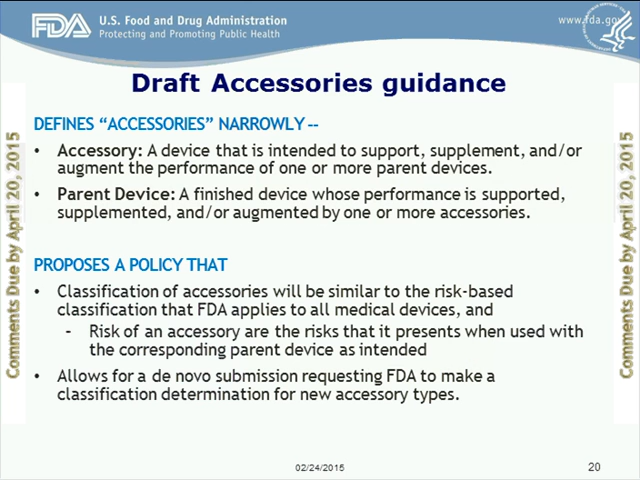 FDA
U.S. Food and Drug Administration
Protecting and Promoting Public Health
www.fda.gov
Draft Accessories guidance
Comments Due by April 20, 2015
DEFINES “ACCESSORIES” NARROWLY --
• Accessory: A device that is intended to support, supplement, and/or
augment the performance of one or more parent devices.
• Parent Device: A finished device whose performance is supported,
supplemented, and/or augmented by one or more accessories.
PROPOSES A POLICY THAT
• Classification of accessories will be similar to the risk-based
classification that FDA applies to all medical devices, and
- Risk of an accessory are the risks that it presents when used with
the corresponding parent device as intended
• Allows for a de novo submission requesting FDA to make a
classification determination for new accessory types.
Comments Due by April 20, 2015
02/24/2015
20